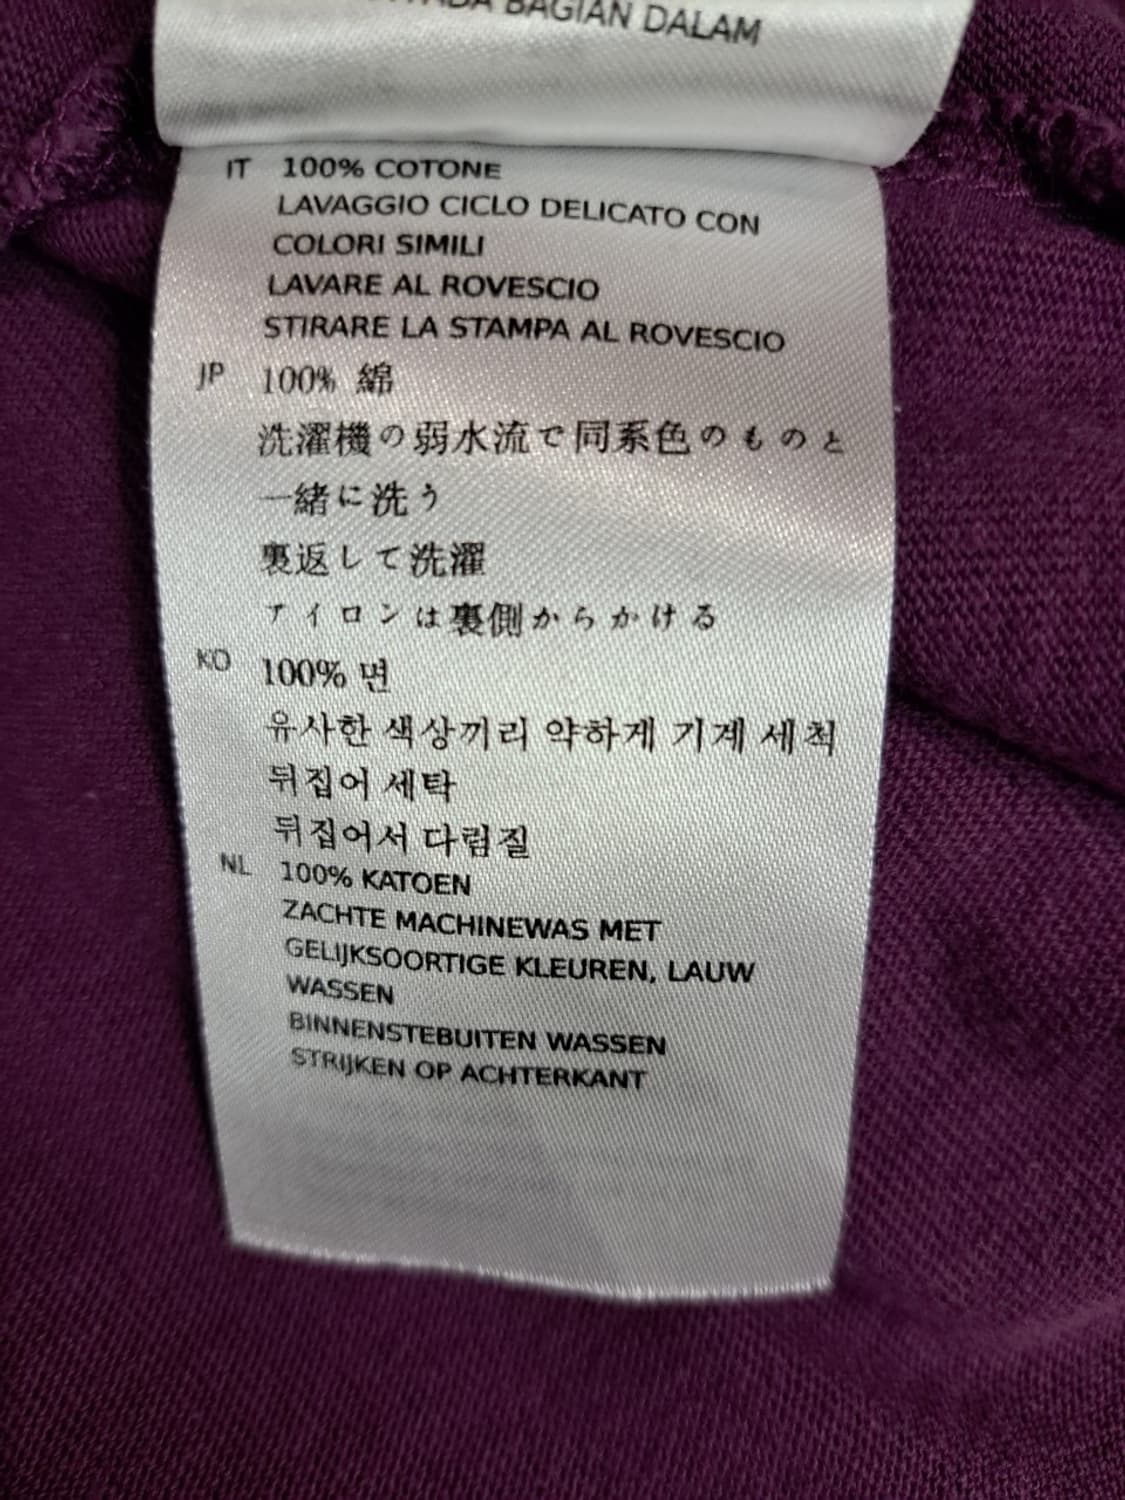 BAGIAN DALAM
IT 100% COTONE
LAVAGGIO CICLO DELICATO CON
COLORI SIMILI
LAVARE AL ROVESCIO
STIRARE LA STAMPA AL ROVESCIO
JP 100% 綿
洗濯機の弱水流で同系色のものと
一緒に洗う
裏返して洗濯
アイロンは裏側からかける
KO 100% 면
유사한 색상끼리 약하게 기계 세척
뒤집어 세탁
뒤집어서 다림질
NL 100% KATOEN
ZACHTE MACHINEWAS MET
GELIJKSOORTIGE KLEUREN, LAUW
WASSEN
BINNENSTEBUITEN WASSEN
STRIJKEN OP ACHTERKANT